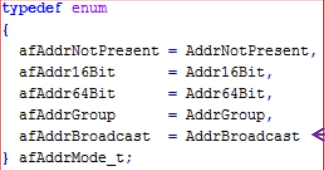 typedef enum
{
  afAddrNotPresent = AddrNotPresent,
  afAddr16Bit      = Addr16Bit,
  afAddr64Bit      = Addr64Bit,
  afAddrGroup      = AddrGroup,
  afAddrBroadcast  = AddrBroadcast
} afAddrMode_t;